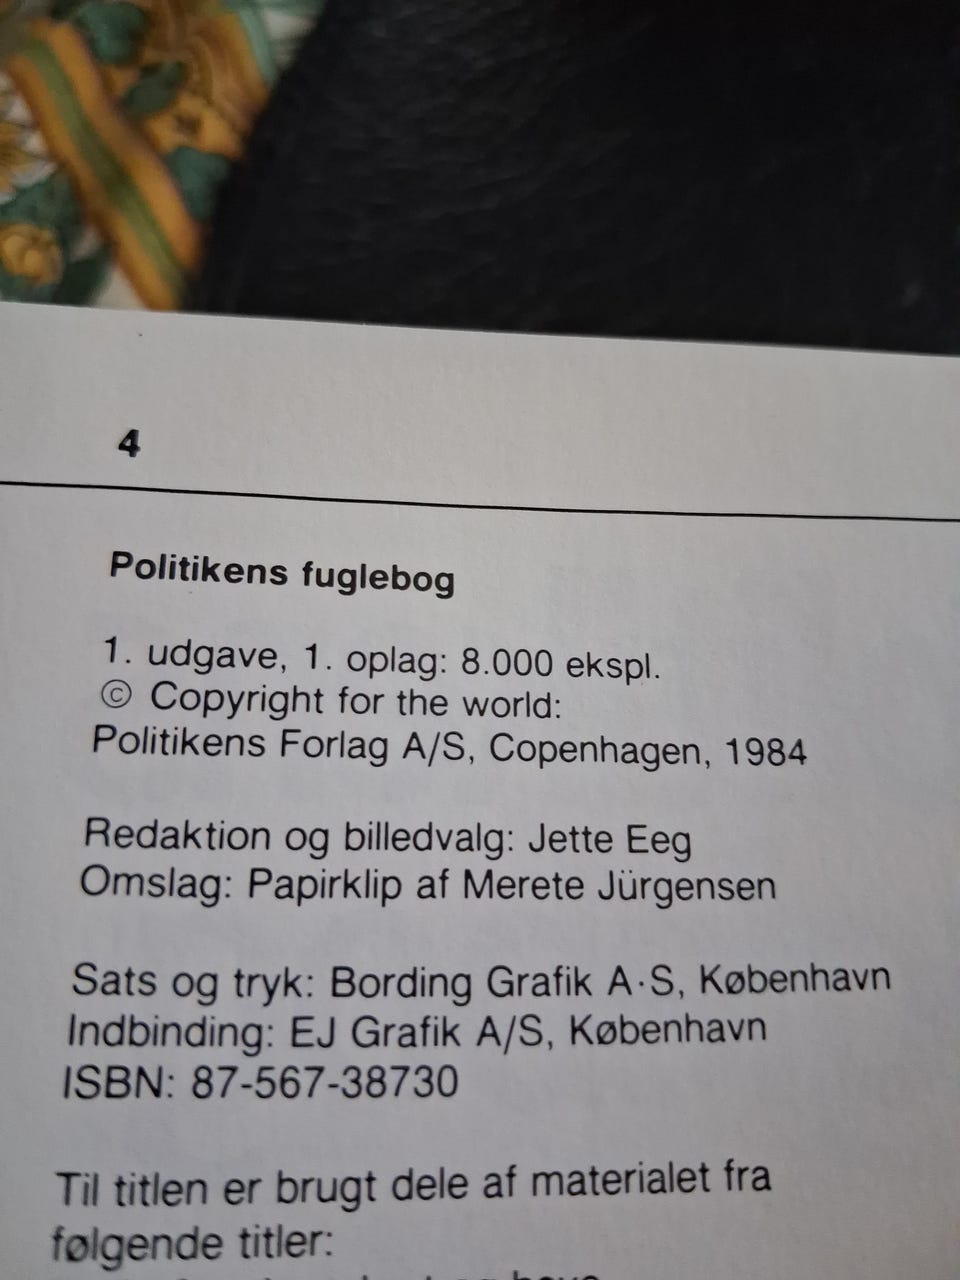 4
Politikens fuglebog
1. udgave, 1. oplag: 8.000 ekspl.
© Copyright for the world:
Politikens Forlag A/S, Copenhagen, 1984
Redaktion og billedvalg: Jette Eeg
Omslag: Papirklip af Merete Jürgensen
Sats og tryk: Bording Grafik A·S, København
Indbinding: EJ Grafik A/S, København
ISBN: 87-567-38730
Til titlen er brugt dele af materialet fra
følgende titler: